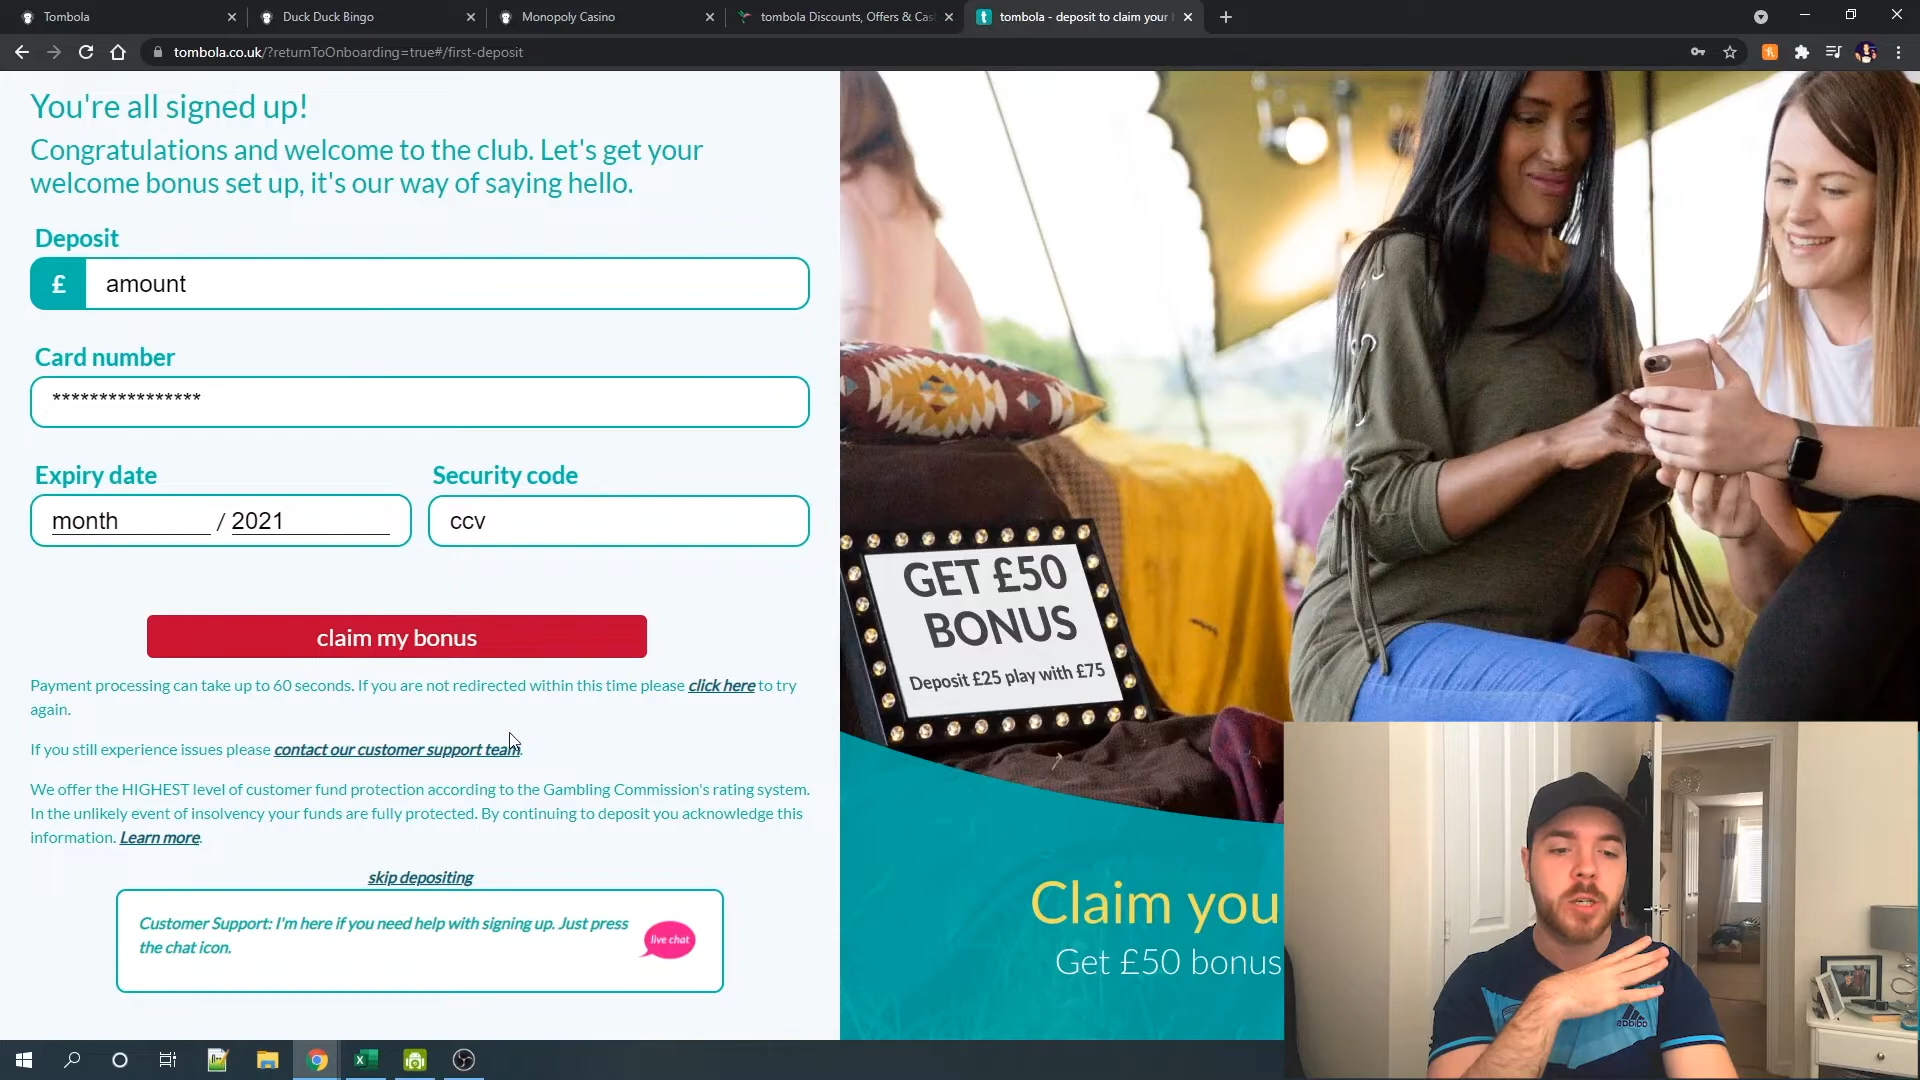 Tombola
Duck Duck Bingo
Monopoly Casino
tombola Discounts, Offers & Cas
tombola - deposit to claim your
tombola.co.uk/?returnToOnboarding=true#/first-deposit
You're all signed up!
Congratulations and welcome to the club. Let's get your
welcome bonus set up, it's our way of saying hello.
Deposit
£ amount
Card number
****************
Expiry date
Security code
month / 2021
ccv
claim my bonus
Payment processing can take up to 60 seconds. If you are not redirected within this time please click here to try
again.
If you still experience issues please contact our customer support team.
We offer the HIGHEST level of customer fund protection according to the Gambling Commission's rating system.
In the unlikely event of insolvency your funds are fully protected. By continuing to deposit you acknowledge this
information. Learn more.
skip depositing
Customer Support: I'm here if you need help with signing up. Just press
the chat icon.
live chat
GET £50
BONUS
Deposit £25 play with £75
Claim you
Get £50 bonus
adidas